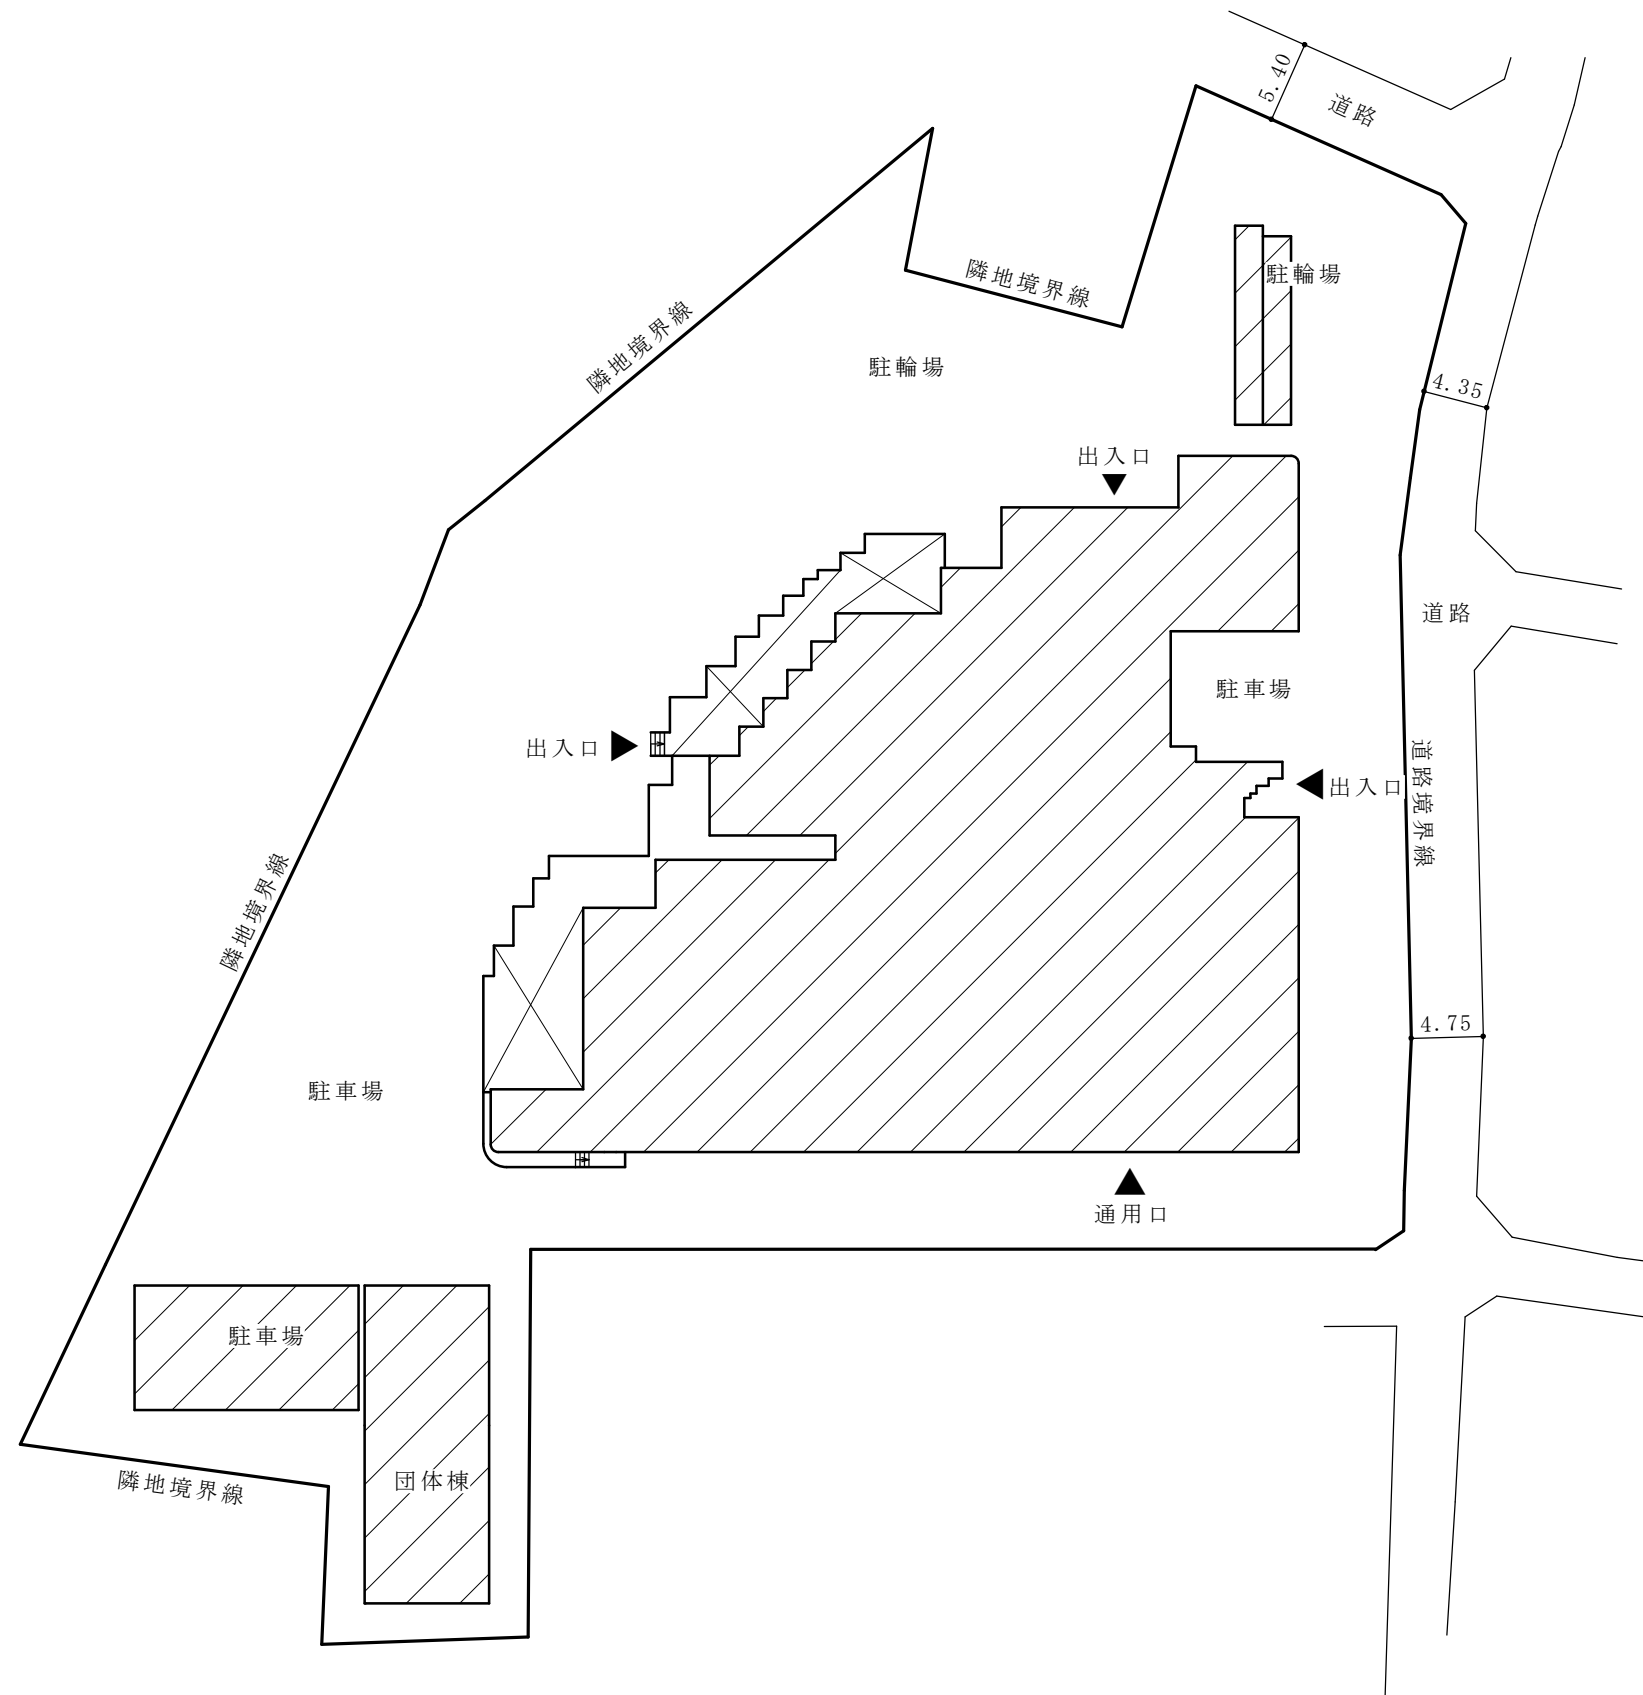 5.40
道路
隣地境界線
駐輪場
隣地境界線
駐輪場
4.35
出入口
道路
駐車場
出入口
出入口
道路境界線
隣地境界線
4.75
駐車場
通用口
駐車場
団体棟
隣地境界線